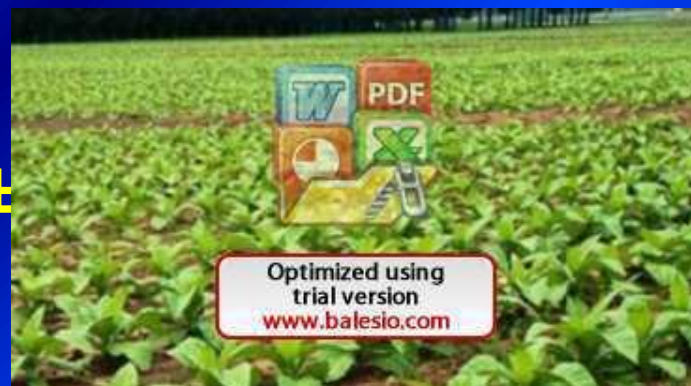 W PDF
X
Optimized using
trial version
www.balesio.com